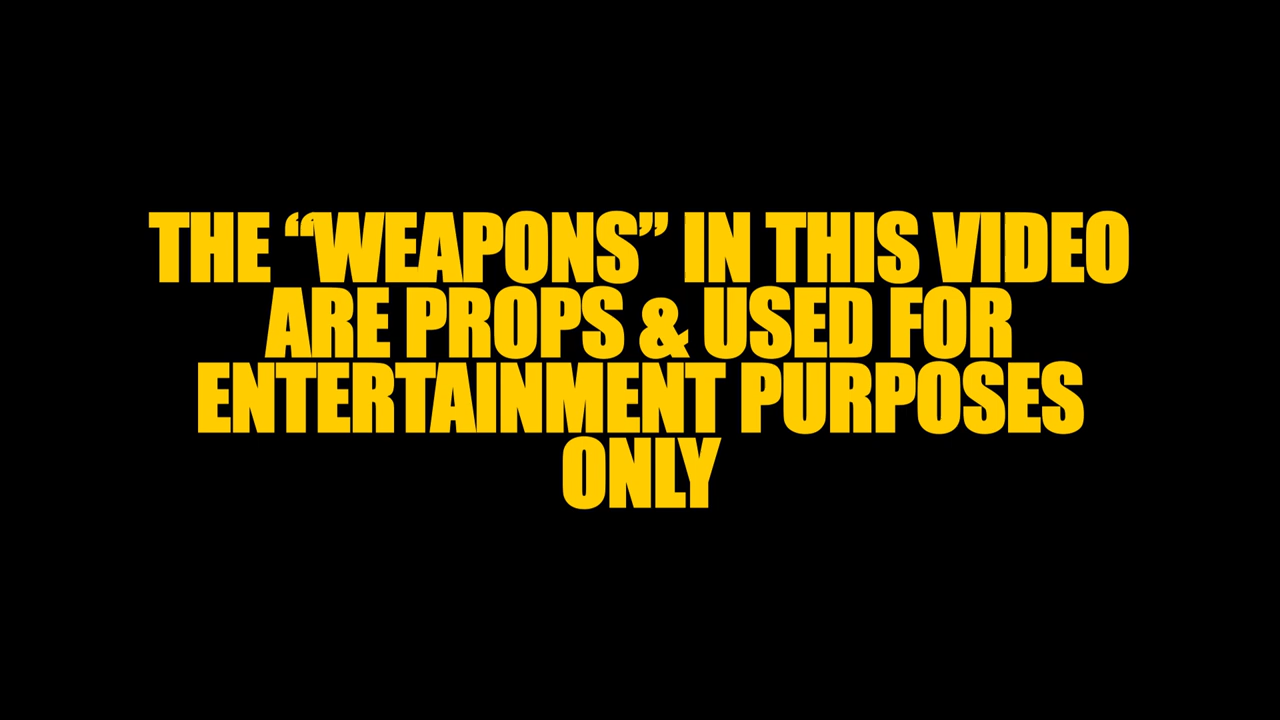 THE “WEAPONS” IN THIS VIDEO
ARE PROPS & USED FOR
ENTERTAINMENT PURPOSES
ONLY